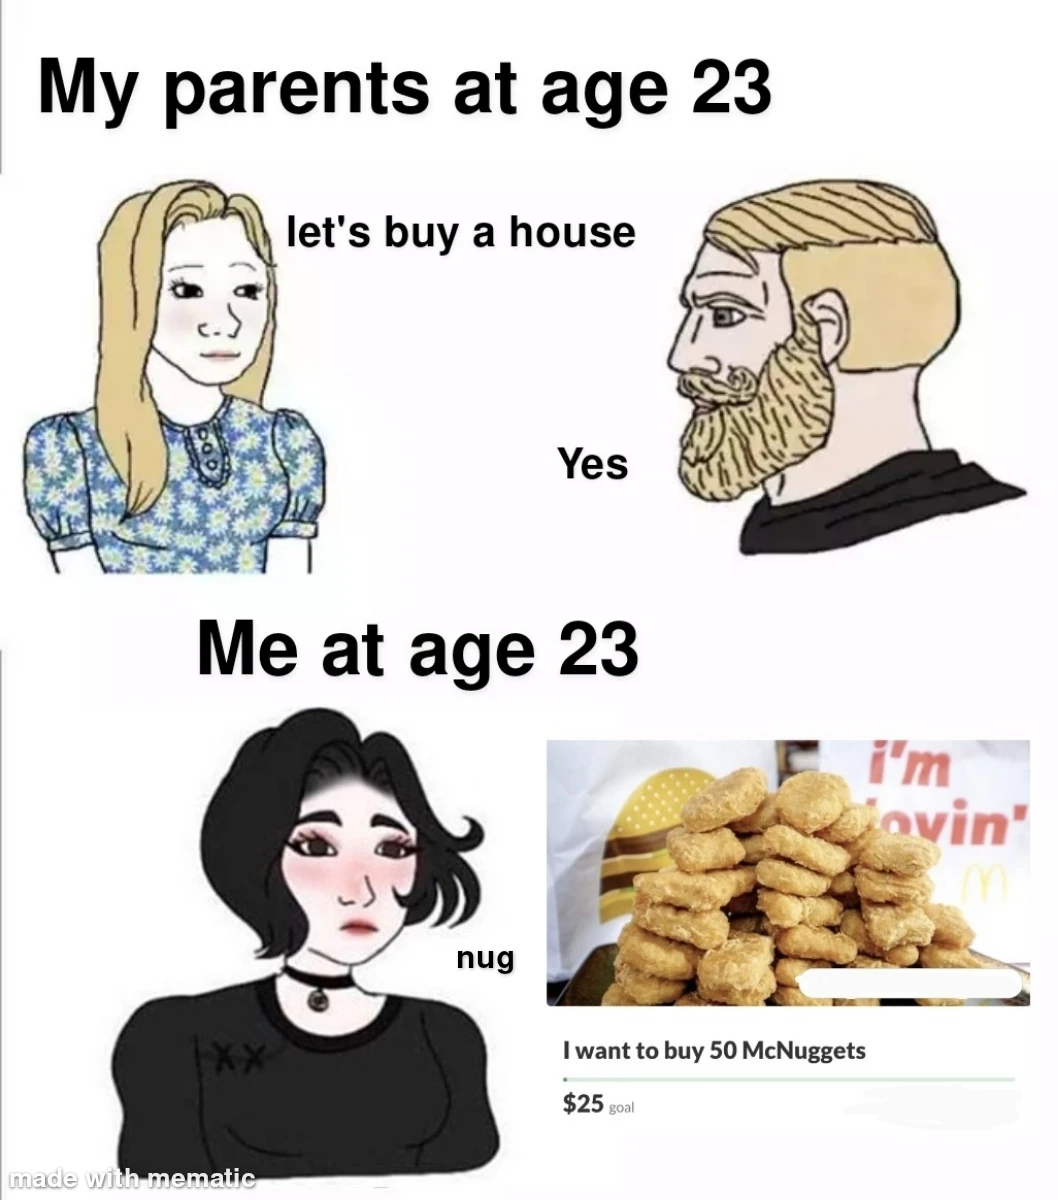 My parents at age 23
let's buy a house
Yes
Me at age 23
i'm
lovin'
nug
I want to buy 50 McNuggets
$25 goal
made with mematic